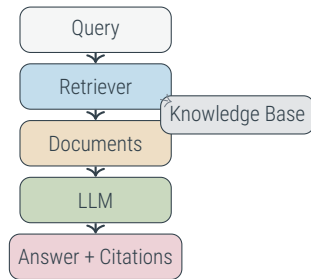 Query
Retriever
Knowledge Base
Documents
LLM
Answer + Citations